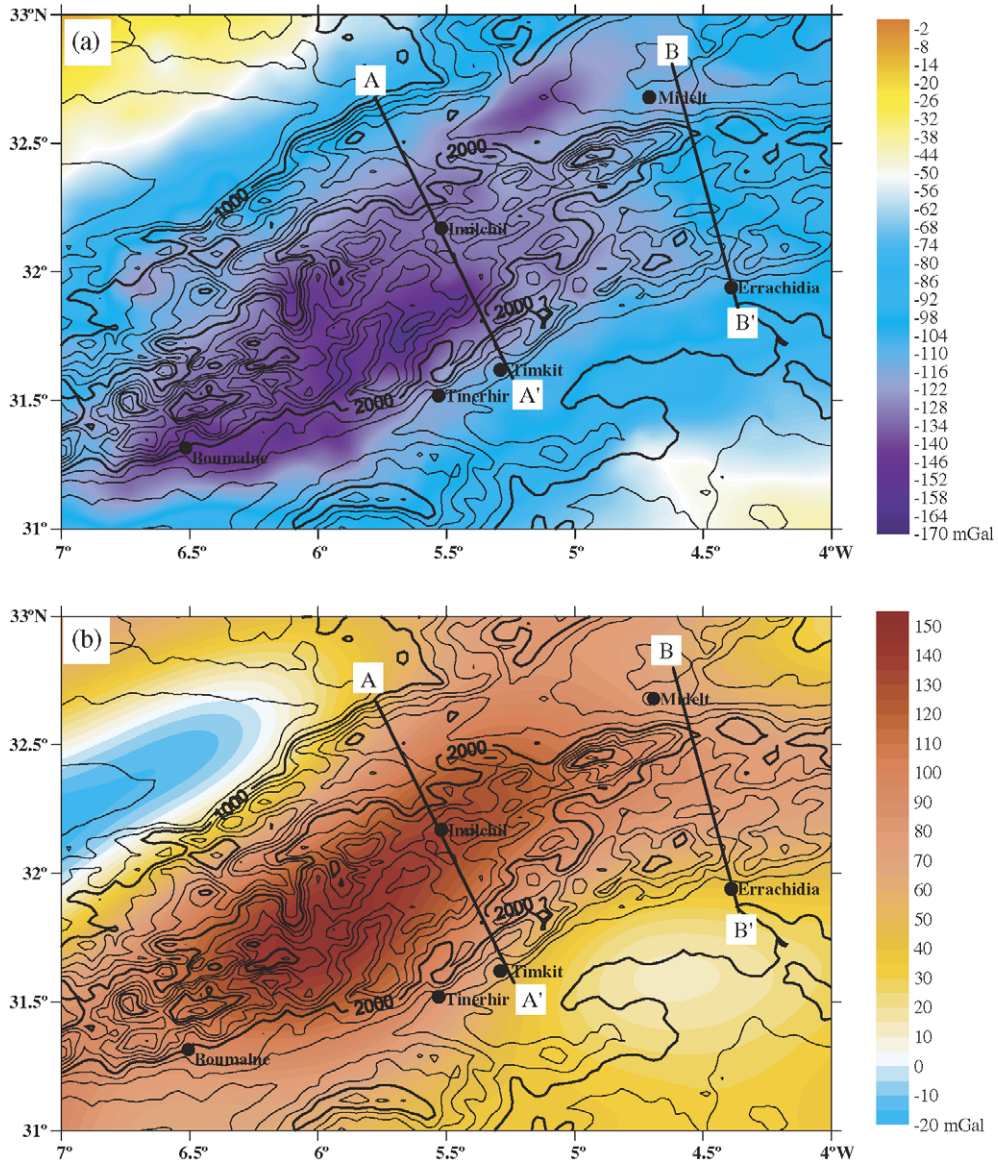 33ºN
(a)
A
B
Midelt
32.5º
2000
1000
Imilchil
32º
Errachidia
2000
B'
Timkit
Tinerhir
A'
31.5º
2000
Boumalne
31º
7º
6.5º
6º
5.5º
5º
4.5º
4ºW
-2
-8
-14
-20
-26
-32
-38
-44
-50
-56
-62
-68
-74
-80
-86
-92
-98
-104
-110
-116
-122
-128
-134
-140
-146
-152
-158
-164
-170 mGal
33ºN
(b)
A
B
Midelt
32.5º
2000
1000
Imilchil
32º
Errachidia
2000
B'
Timkit
Tinerhir
A'
31.5º
2000
Boumalne
31º
7º
6.5º
6º
5.5º
5º
4.5º
4ºW
150
140
130
120
110
100
90
80
70
60
50
40
30
20
10
0
-10
-20 mGal